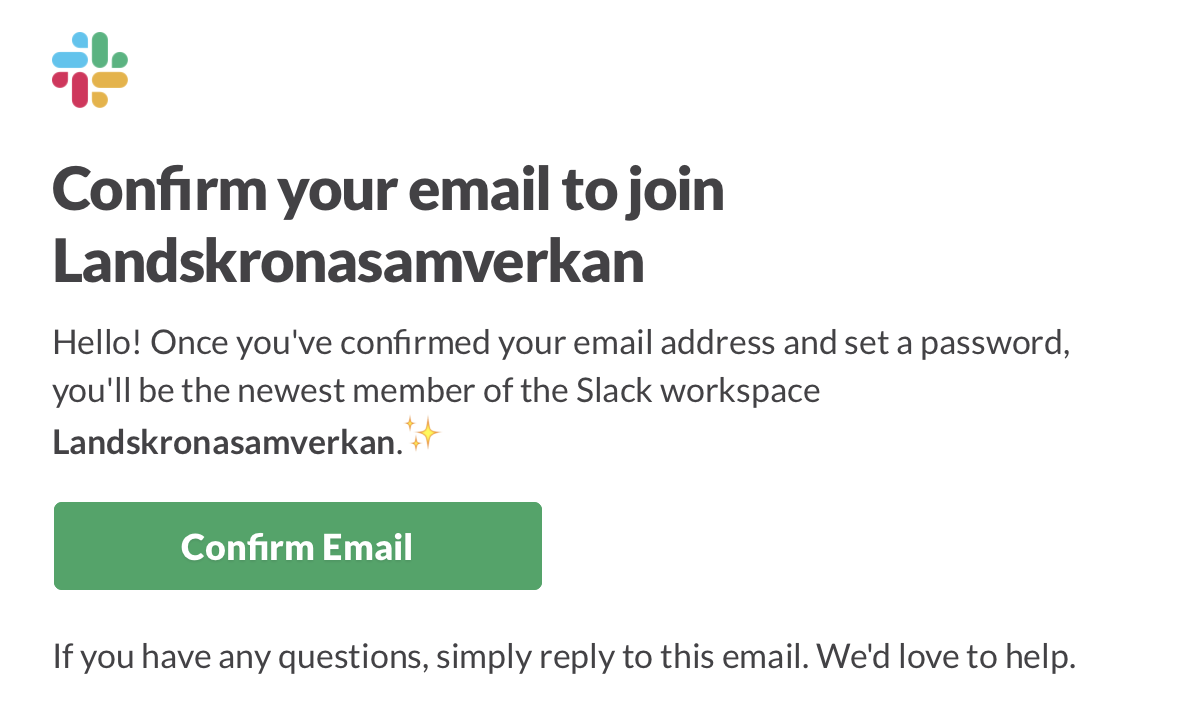 Confirm your email to join
Landskronasamverkan
Hello! Once you've confirmed your email address and set a password,
you'll be the newest member of the Slack workspace
Landskronasamverkan.✨
Confirm Email
If you have any questions, simply reply to this email. We'd love to help.